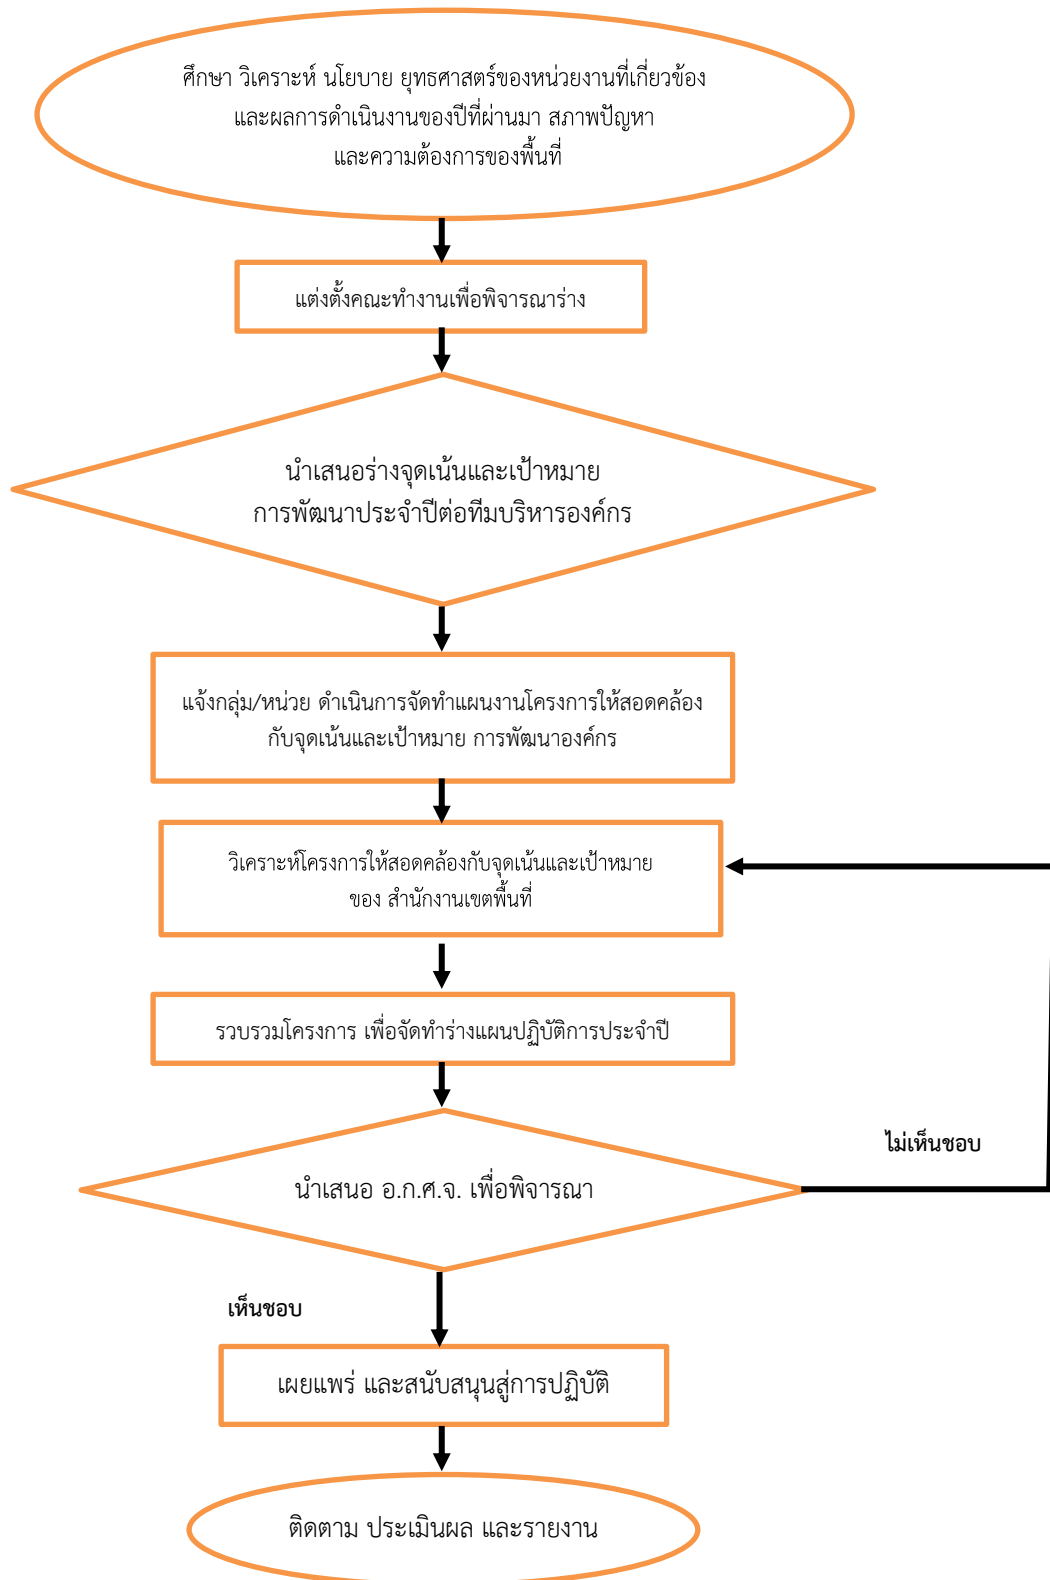 ศึกษา วิเคราะห์ นโยบาย ยุทธศาสตร์ของหน่วยงานที่เกี่ยวข้อง
และผลการดำเนินงานของปีที่ผ่านมา สภาพปัญหา
และความต้องการของพื้นที่
แต่งตั้งคณะทำงานเพื่อพิจารณาร่าง
นำเสนอร่างจุดเน้นและเป้าหมาย
การพัฒนาประจำปีต่อทีมบริหารองค์กร
แจ้งกลุ่ม/หน่วย ดำเนินการจัดทำแผนงานโครงการให้สอดคล้อง
กับจุดเน้นและเป้าหมาย การพัฒนาองค์กร
วิเคราะห์โครงการให้สอดคล้องกับจุดเน้นและเป้าหมาย
ของ สำนักงานเขตพื้นที่
รวบรวมโครงการ เพื่อจัดทำร่างแผนปฏิบัติการประจำปี
ไม่เห็นชอบ
นำเสนอ อ.ก.ศ.จ. เพื่อพิจารณา
เห็นชอบ
เผยแพร่ และสนับสนุนสู่การปฏิบัติ
ติดตาม ประเมินผล และรายงาน